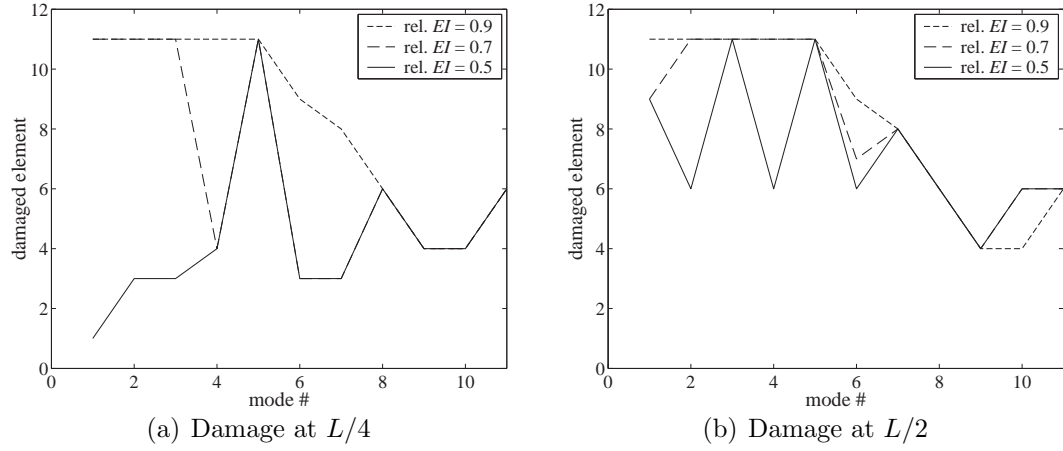 12
10
8
6
4
2
0
damaged element
rel. EI = 0.9
rel. EI = 0.7
rel. EI = 0.5
0
2
4
6
8
10
mode #
(a) Damage at L/4
12
10
8
6
4
2
0
damaged element
rel. EI = 0.9
rel. EI = 0.7
rel. EI = 0.5
0
2
4
6
8
10
mode #
(b) Damage at L/2